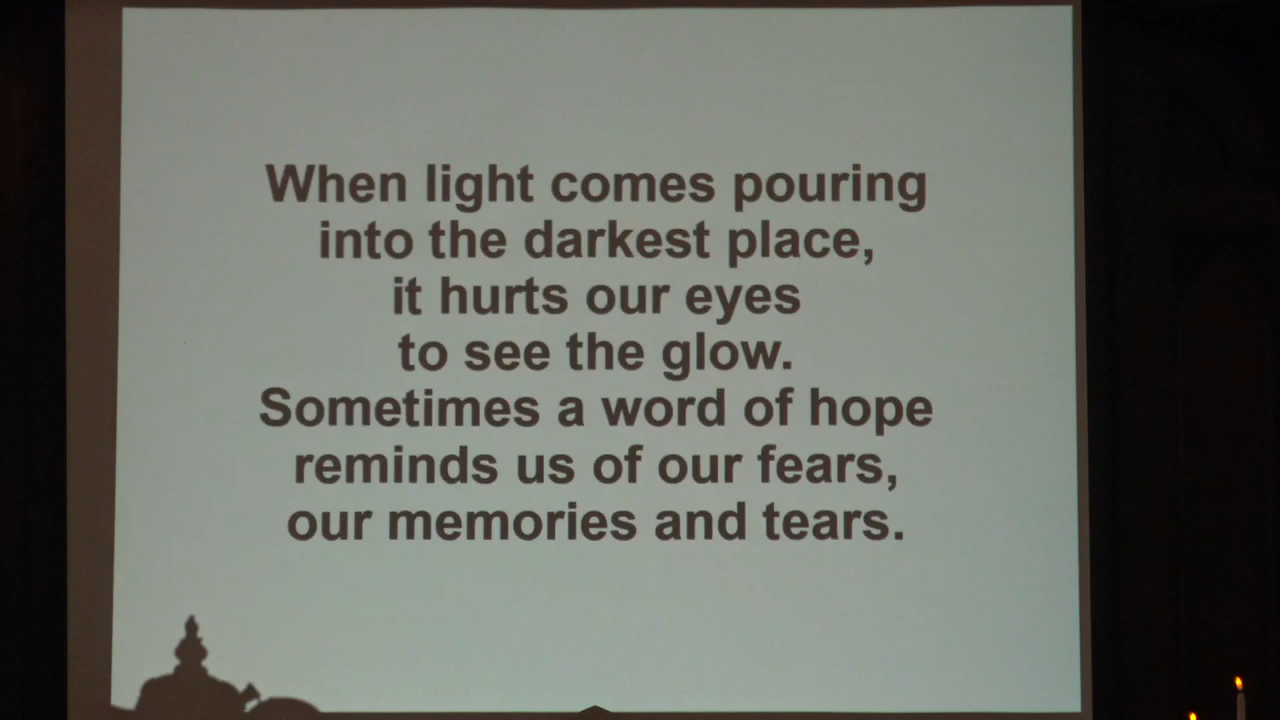 When light comes pouring
into the darkest place,
it hurts our eyes
to see the glow.
Sometimes a word of hope
reminds us of our fears,
our memories and tears.